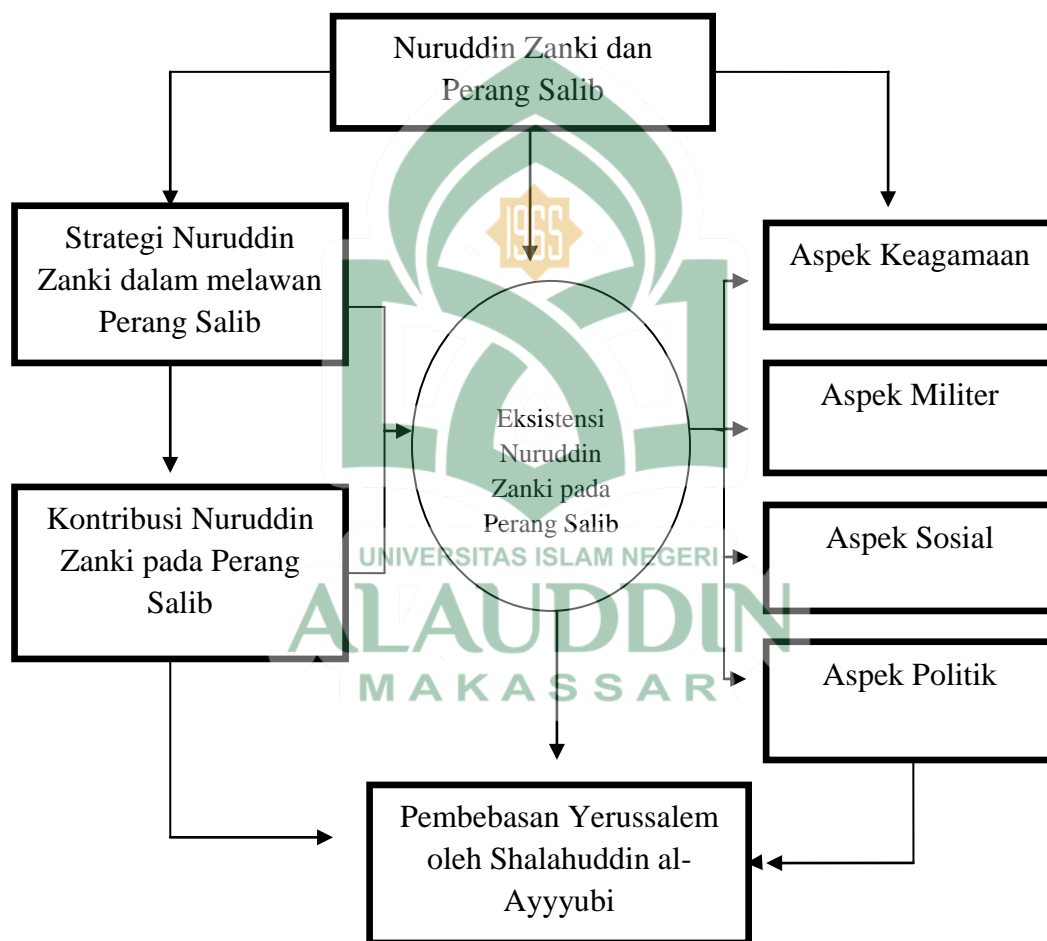 Nuruddin Zanki dan
Perang Salib
Strategi Nuruddin
Zanki dalam melawan
Perang Salib
1965
Aspek Keagamaan
Aspek Militer
Eksistensi
Nuruddin
Zanki pada
Perang Salib
Kontribusi Nuruddin
Zanki pada Perang
Salib
Aspek Sosial
UNIVERSITAS ISLAM NEGERI
ALAUDDIN
MAKASSAR
Aspek Politik
Pembebasan Yerussalem
oleh Shalahuddin al-
Ayyyubi